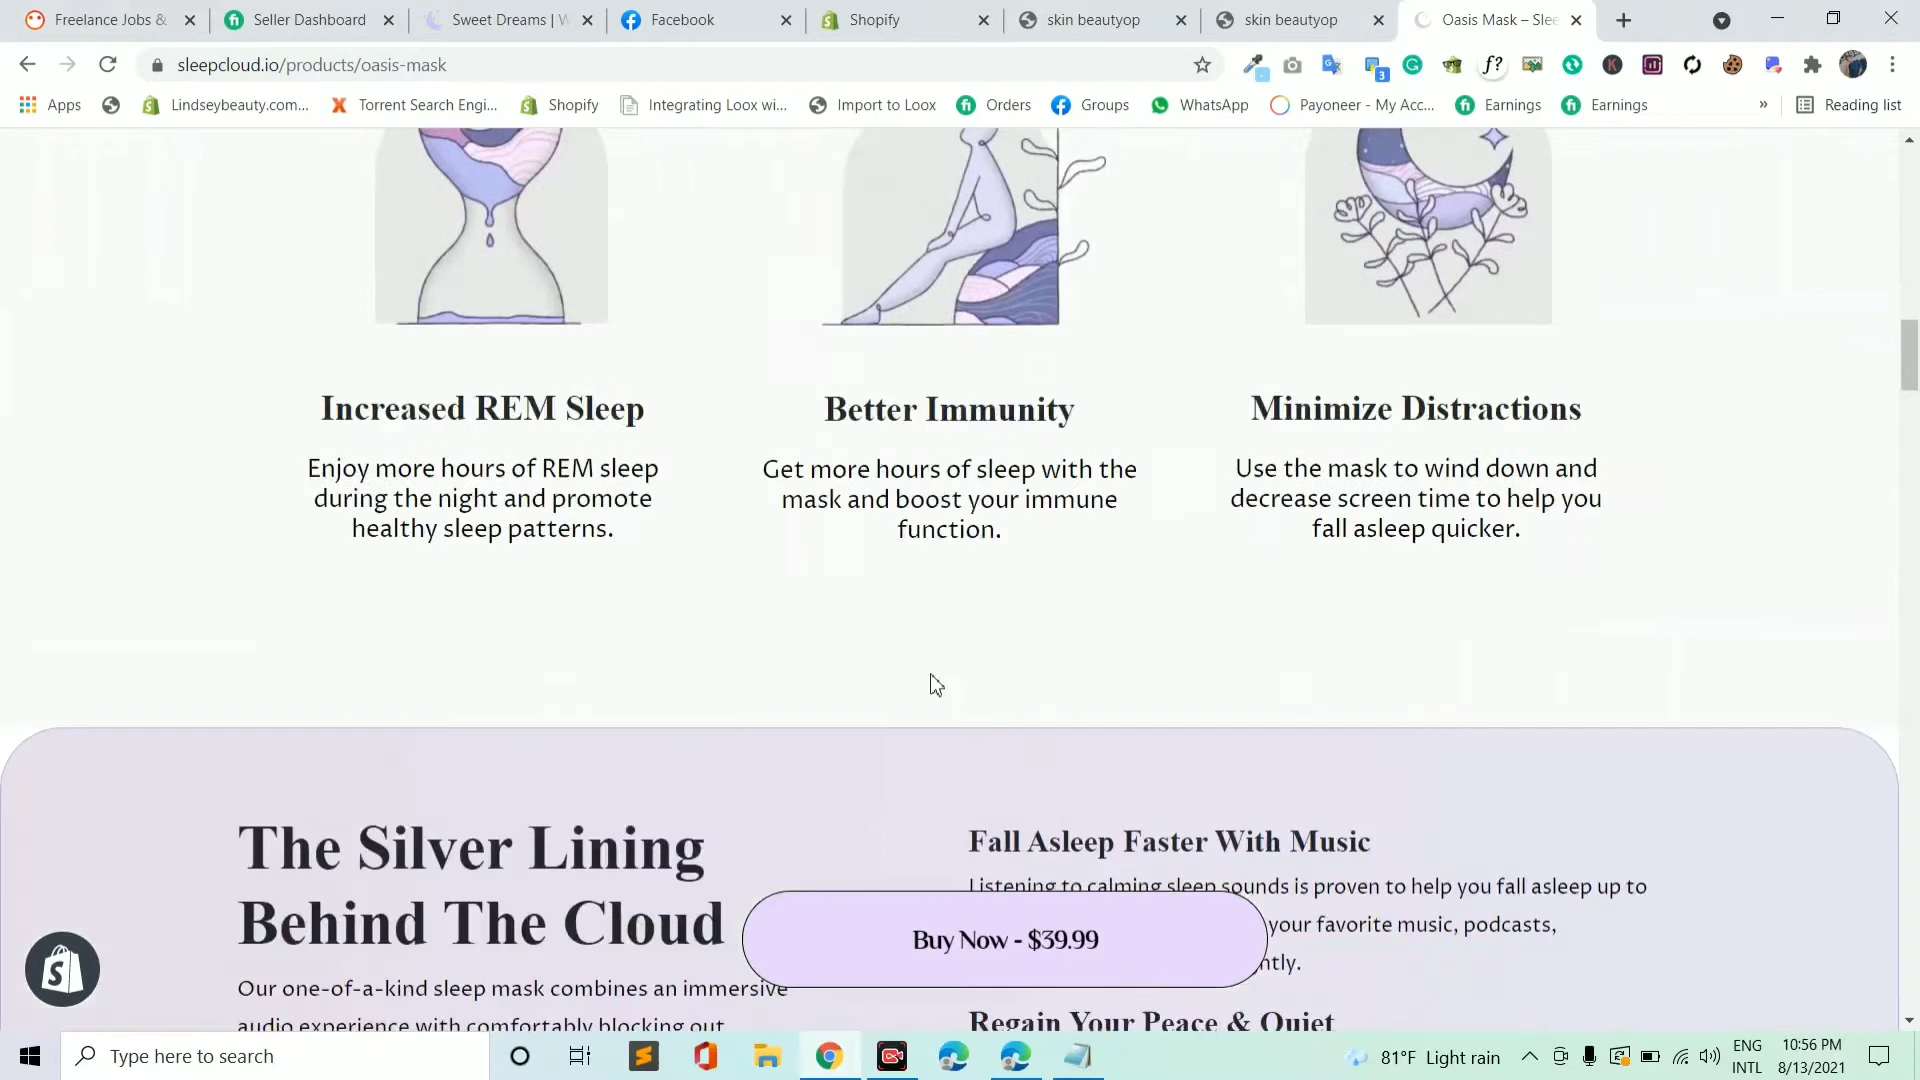 Freelance Jobs &
Seller Dashboard
Sweet Dreams | W
Facebook
Shopify
skin beautyop
skin beautyop
Oasis Mask – Slee
sleepcloud.io/products/oasis-mask
Apps
Lindseybeauty.com...
Torrent Search Engi...
Shopify
Integrating Loox wi...
Import to Loox
Orders
Groups
WhatsApp
Payoneer - My Acc...
Earnings
Earnings
»
Reading list
Increased REM Sleep
Enjoy more hours of REM sleep
during the night and promote
healthy sleep patterns.
Better Immunity
Get more hours of sleep with the
mask and boost your immune
function.
Minimize Distractions
Use the mask to wind down and
decrease screen time to help you
fall asleep quicker.
The Silver Lining
Behind The Cloud
Our one-of-a-kind sleep mask combines an immersive
audio experience with comfortably blocking out
Fall Asleep Faster With Music
Listening to calming sleep sounds is proven to help you fall asleep up to
your favorite music, podcasts,
Regain Your Peace & Quiet
Buy Now - $39.99
Type here to search
81°F Light rain
ENG
INTL
10:56 PM
8/13/2021